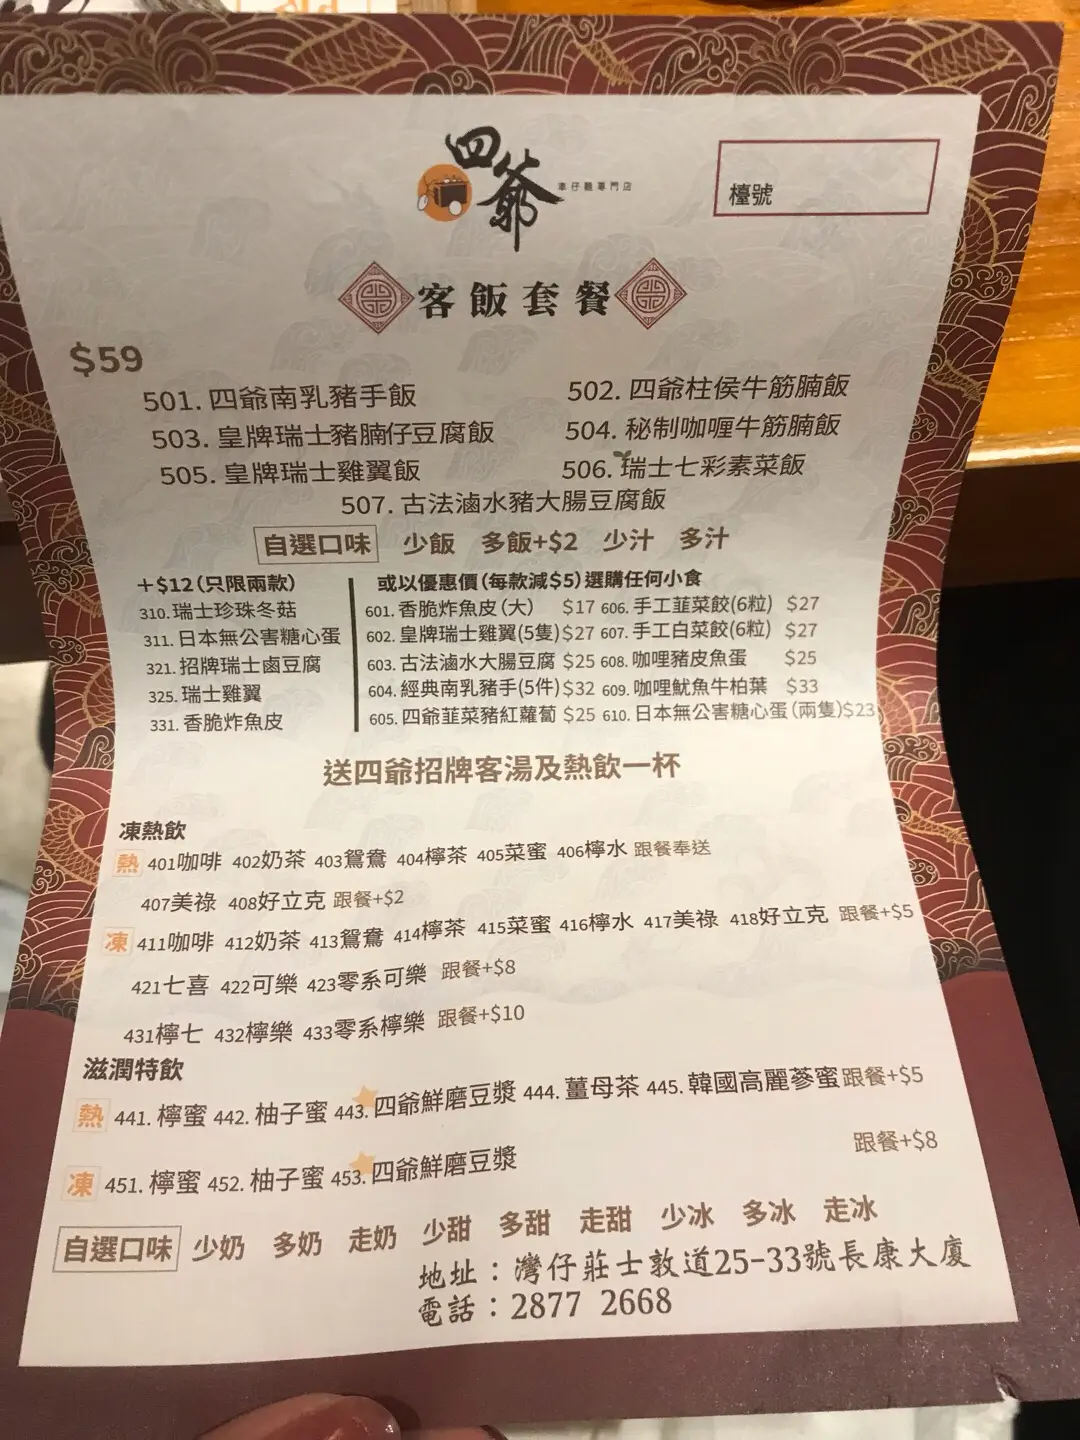 四爺
車仔麵專門店
檯號
客飯套餐
$59
501. 四爺南乳豬手飯 502. 四爺柱侯牛筋腩飯
503. 皇牌瑞士豬腩仔豆腐飯 504. 秘制咖喱牛筋腩飯
505. 皇牌瑞士雞翼飯 506. 瑞士七彩素菜飯
507. 古法滷水豬大腸豆腐飯
自選口味 少飯 多飯+$2 少汁 多汁
+$12(只限兩款)
310. 瑞士珍珠冬菇
311. 日本無公害糖心蛋
321. 招牌瑞士鹵豆腐
325. 瑞士雞翼
331. 香脆炸魚皮
或以優惠價(每款減$5)選購任何小食
601. 香脆炸魚皮(大) $17 606. 手工韮菜餃(6粒) $27
602. 皇牌瑞士雞翼(5隻) $27 607. 手工白菜餃(6粒) $27
603. 古法滷水大腸豆腐 $25 608. 咖哩豬皮魚蛋 $25
604. 經典南乳豬手(5件) $32 609. 咖哩魷魚牛柏葉 $33
605. 四爺韮菜豬紅蘿蔔 $25 610. 日本無公害糖心蛋(兩隻) $23
送四爺招牌客湯及熱飲一杯
凍熱飲
熱 401咖啡 402奶茶 403鴛鴦 404檸茶 405菜蜜 406檸水 跟餐奉送
407美祿 408好立克 跟餐+$2
凍 411咖啡 412奶茶 413鴛鴦 414檸茶 415菜蜜 416檸水 417美祿 418好立克 跟餐+$5
421七喜 422可樂 423零系可樂 跟餐+$8
431檸七 432檸樂 433零系檸樂 跟餐+$10
滋潤特飲
熱 441. 檸蜜 442. 柚子蜜 443. 四爺鮮磨豆漿 444. 薑母茶 445. 韓國高麗蔘蜜 跟餐+$5
凍 451. 檸蜜 452. 柚子蜜 453. 四爺鮮磨豆漿 跟餐+$8
自選口味 少奶 多奶 走奶 少甜 多甜 走甜 少冰 多冰 走冰
地址：灣仔莊士敦道25-33號長康大廈
電話：2877 2668